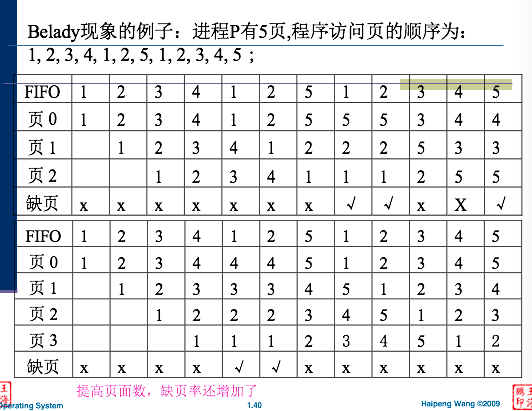 Belady现象的例子：进程P有5页,程序访问页的顺序为：
1, 2, 3, 4, 1, 2, 5, 1, 2, 3, 4, 5；
FIFO 1 2 3 4 1 2 5 1 2 3 4 5
页 0 1 2 3 4 1 2 5 5 5 3 4 4
页 1 1 2 3 4 1 2 2 2 5 3 3
页 2 1 2 3 4 1 1 1 2 5 5
缺页 x x x x x x x √ √ x X √
FIFO 1 2 3 4 1 2 5 1 2 3 4 5
页 0 1 2 3 4 4 4 5 1 2 3 4 5
页 1 1 2 3 3 3 4 5 1 2 3 4
页 2 1 2 2 2 3 4 5 1 2 3
页 3 1 1 1 2 3 4 5 1 2
缺页 x x x x √ √ x x x x x x
提高页面数，缺页率还增加了
Operating System 1.40 Haipeng Wang ©2009